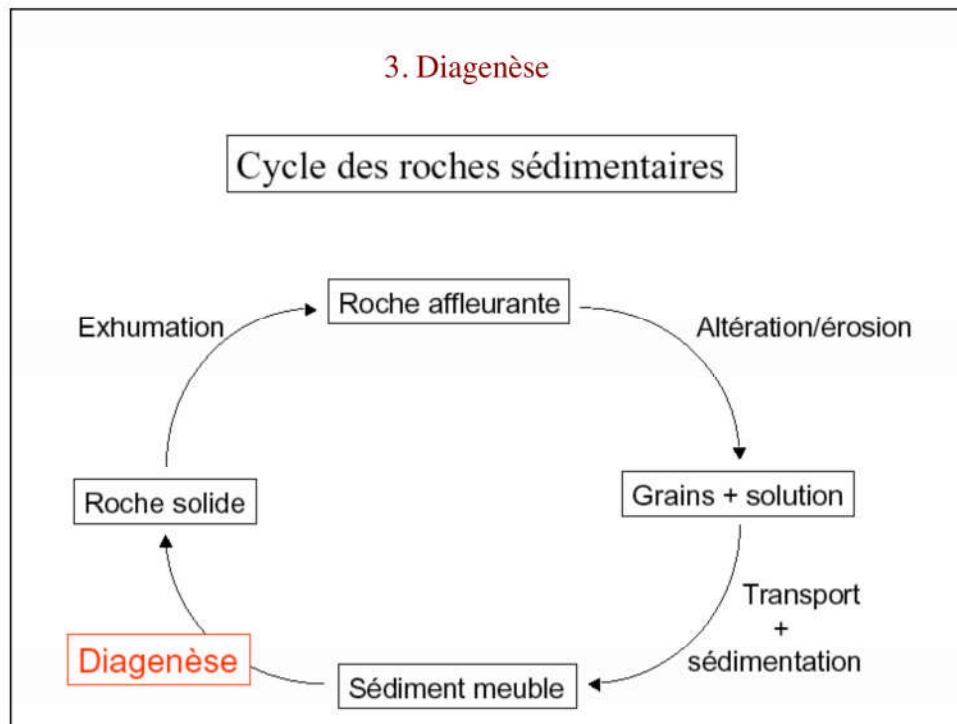 3. Diagenèse
Cycle des roches sédimentaires
Roche affleurante
Exhumation
Altération/érosion
Roche solide
Grains + solution
Transport
+
sédimentation
Diagenèse
Sédiment meuble